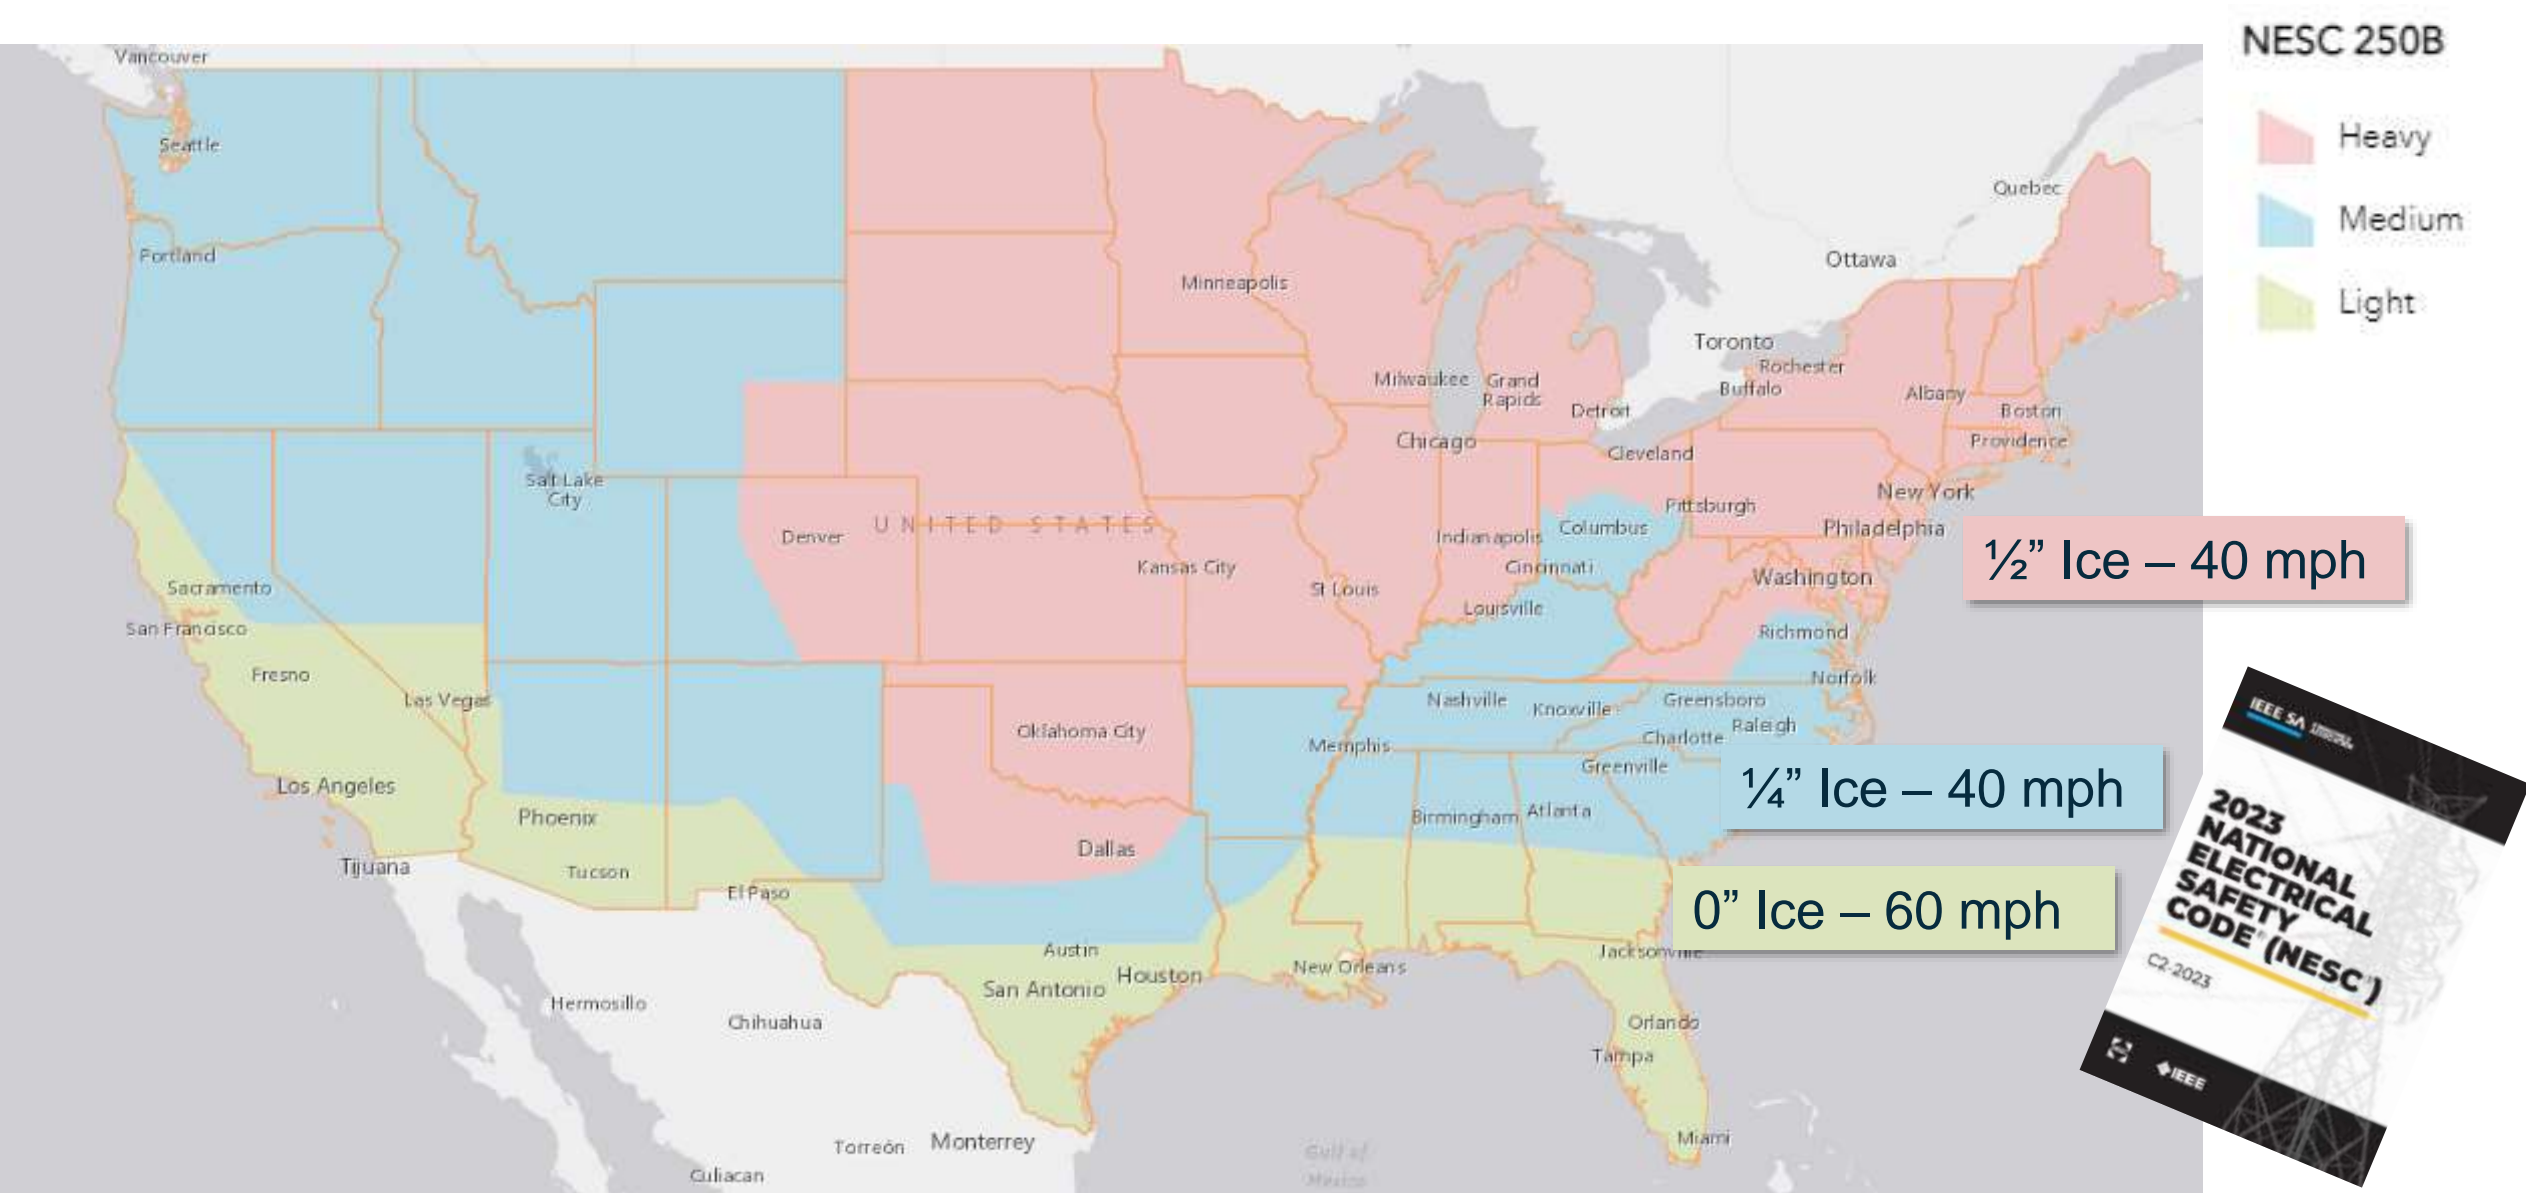 NESC 250B
Heavy
Medium
Light
Vancouver
Seattle
Portland
Quebec
Ottawa
Minneapolis
Toronto
Rochester
Buffalo
Albany
Boston
Providence
Milwaukee
Grand
Rapids
Detroit
Chicago
Cleveland
New York
Pittsburgh
Philadelphia
Salt Lake
City
Denver
UNITED STATES
Kansas City
St Louis
Indianapolis
Columbus
Cincinnati
Louisville
Washington
½” Ice – 40 mph
Sacramento
San Francisco
Fresno
Las Vegas
Los Angeles
Tijuana
Phoenix
Tucson
El Paso
Oklahoma City
Dallas
Richmond
Norfolk
Nashville
Knoxville
Greensboro
Raleigh
Charlotte
Memphis
Greenville
Birmingham
Atlanta
¼” Ice – 40 mph
0” Ice – 60 mph
Austin
Houston
San Antonio
New Orleans
Jacksonville
Orlando
Tampa
Miami
Hermosillo
Chihuahua
Torreón
Monterrey
Culiacan
Gulf of
Mexico
IEEE SA
2023
NATIONAL
ELECTRICAL
SAFETY
CODE® (NESC®)
C2-2023
IEEE